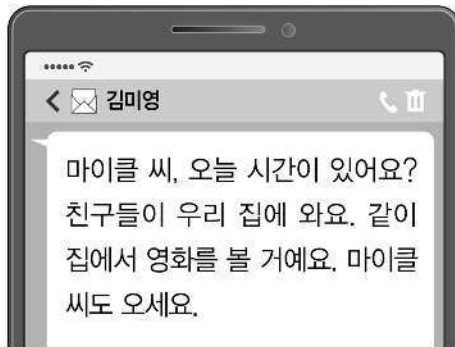 김미영
마이클 씨, 오늘 시간이 있어요?
친구들이 우리 집에 와요. 같이
집에서 영화를 볼 거예요. 마이클
씨도 오세요.